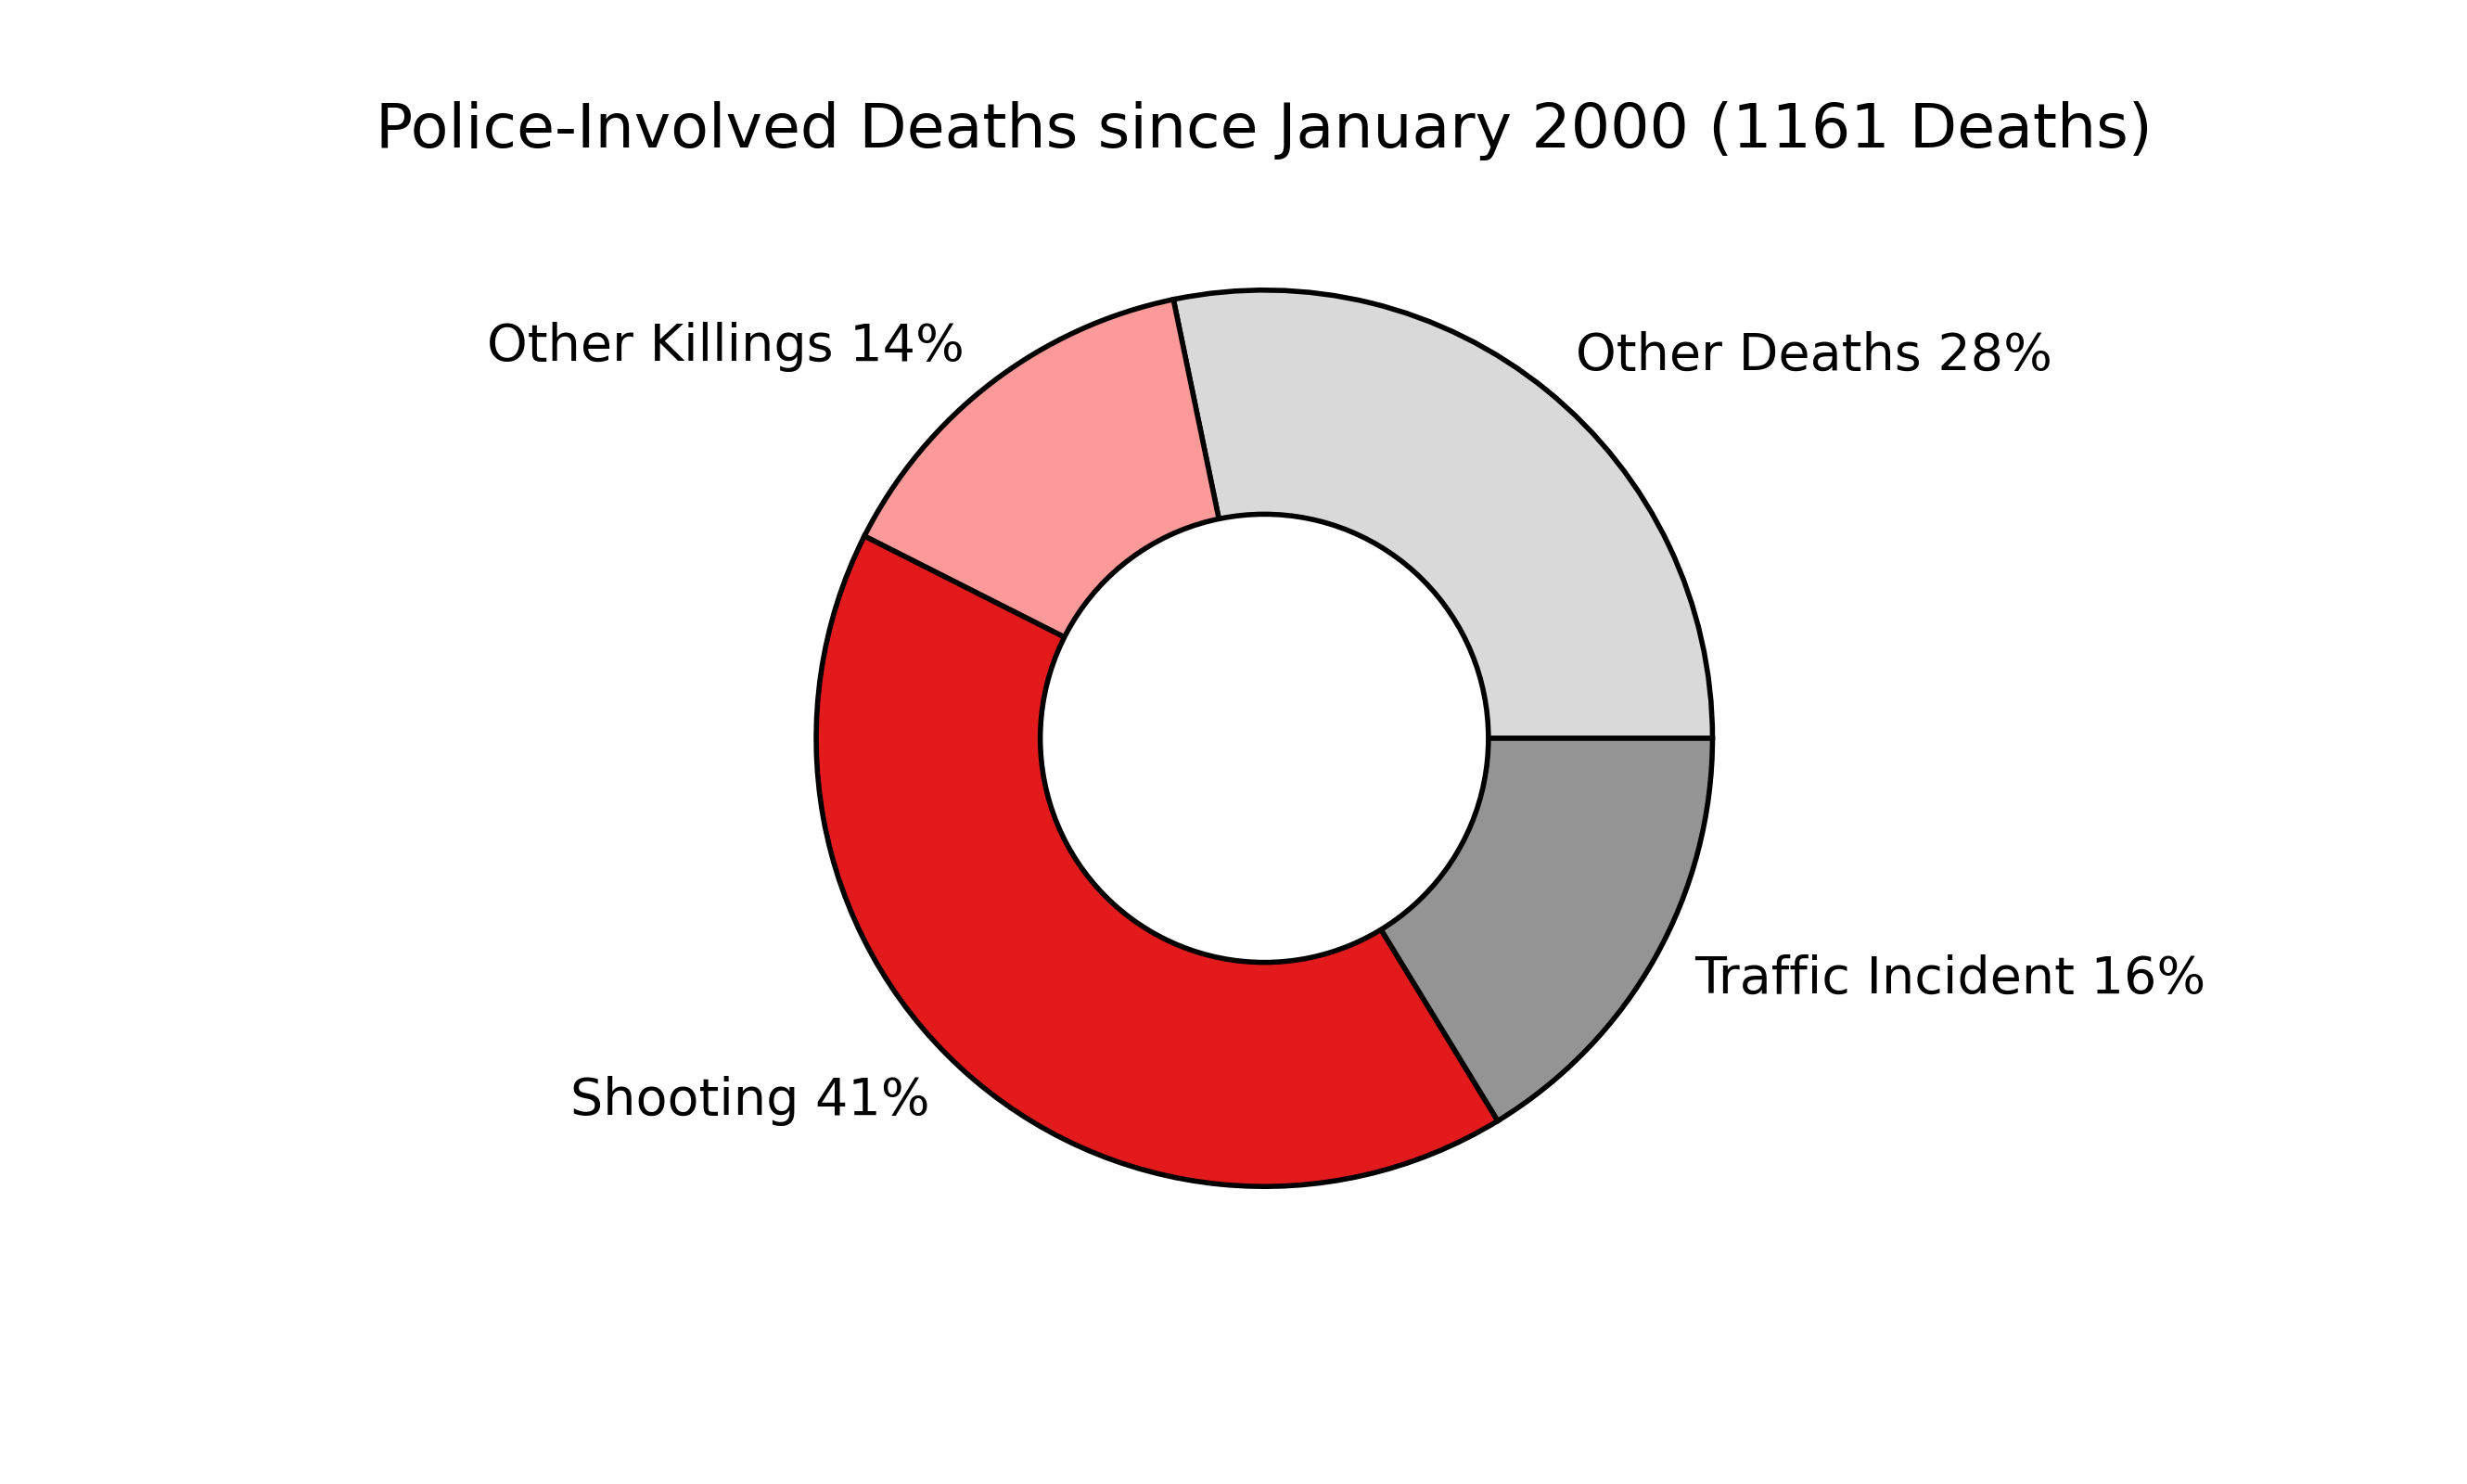 Police-Involved Deaths since January 2000 (1161 Deaths)
Other Killings 14%
Other Deaths 28%
Traffic Incident 16%
Shooting 41%